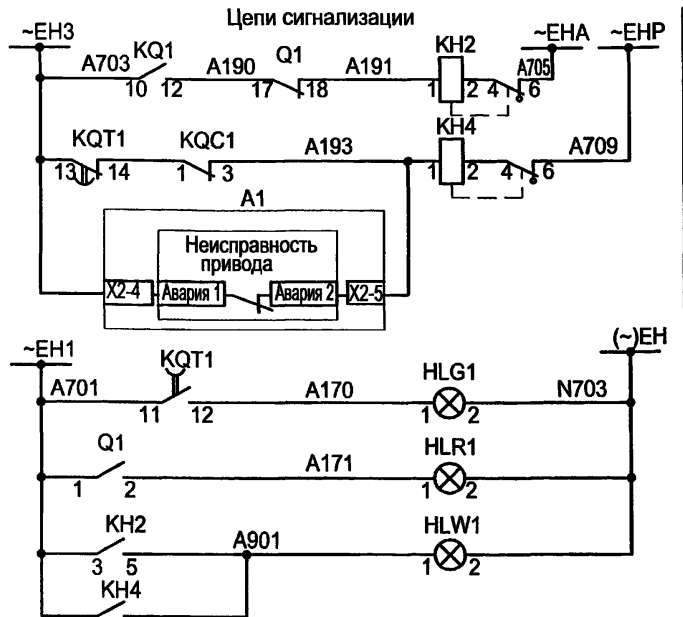 Цепи сигнализации
~EH3 ~EHA ~EHP
A703 KQ1 A190 Q1 A191 KH2 A705
10 12 17 18 1 2 4 6
KQT1 KQC1 A193 KH4 A709
13 14 1 3 1 2 4 6
A1
Неисправность
привода
X2-4 Авария 1 Авария 2 X2-5
~EH1 (~)EH
A701 KQT1 A170 HLG1 N703
11 12 1 2
Q1 A171 HLR1
1 2 1 2
KH2 A901 HLW1
3 5 1 2
KH4